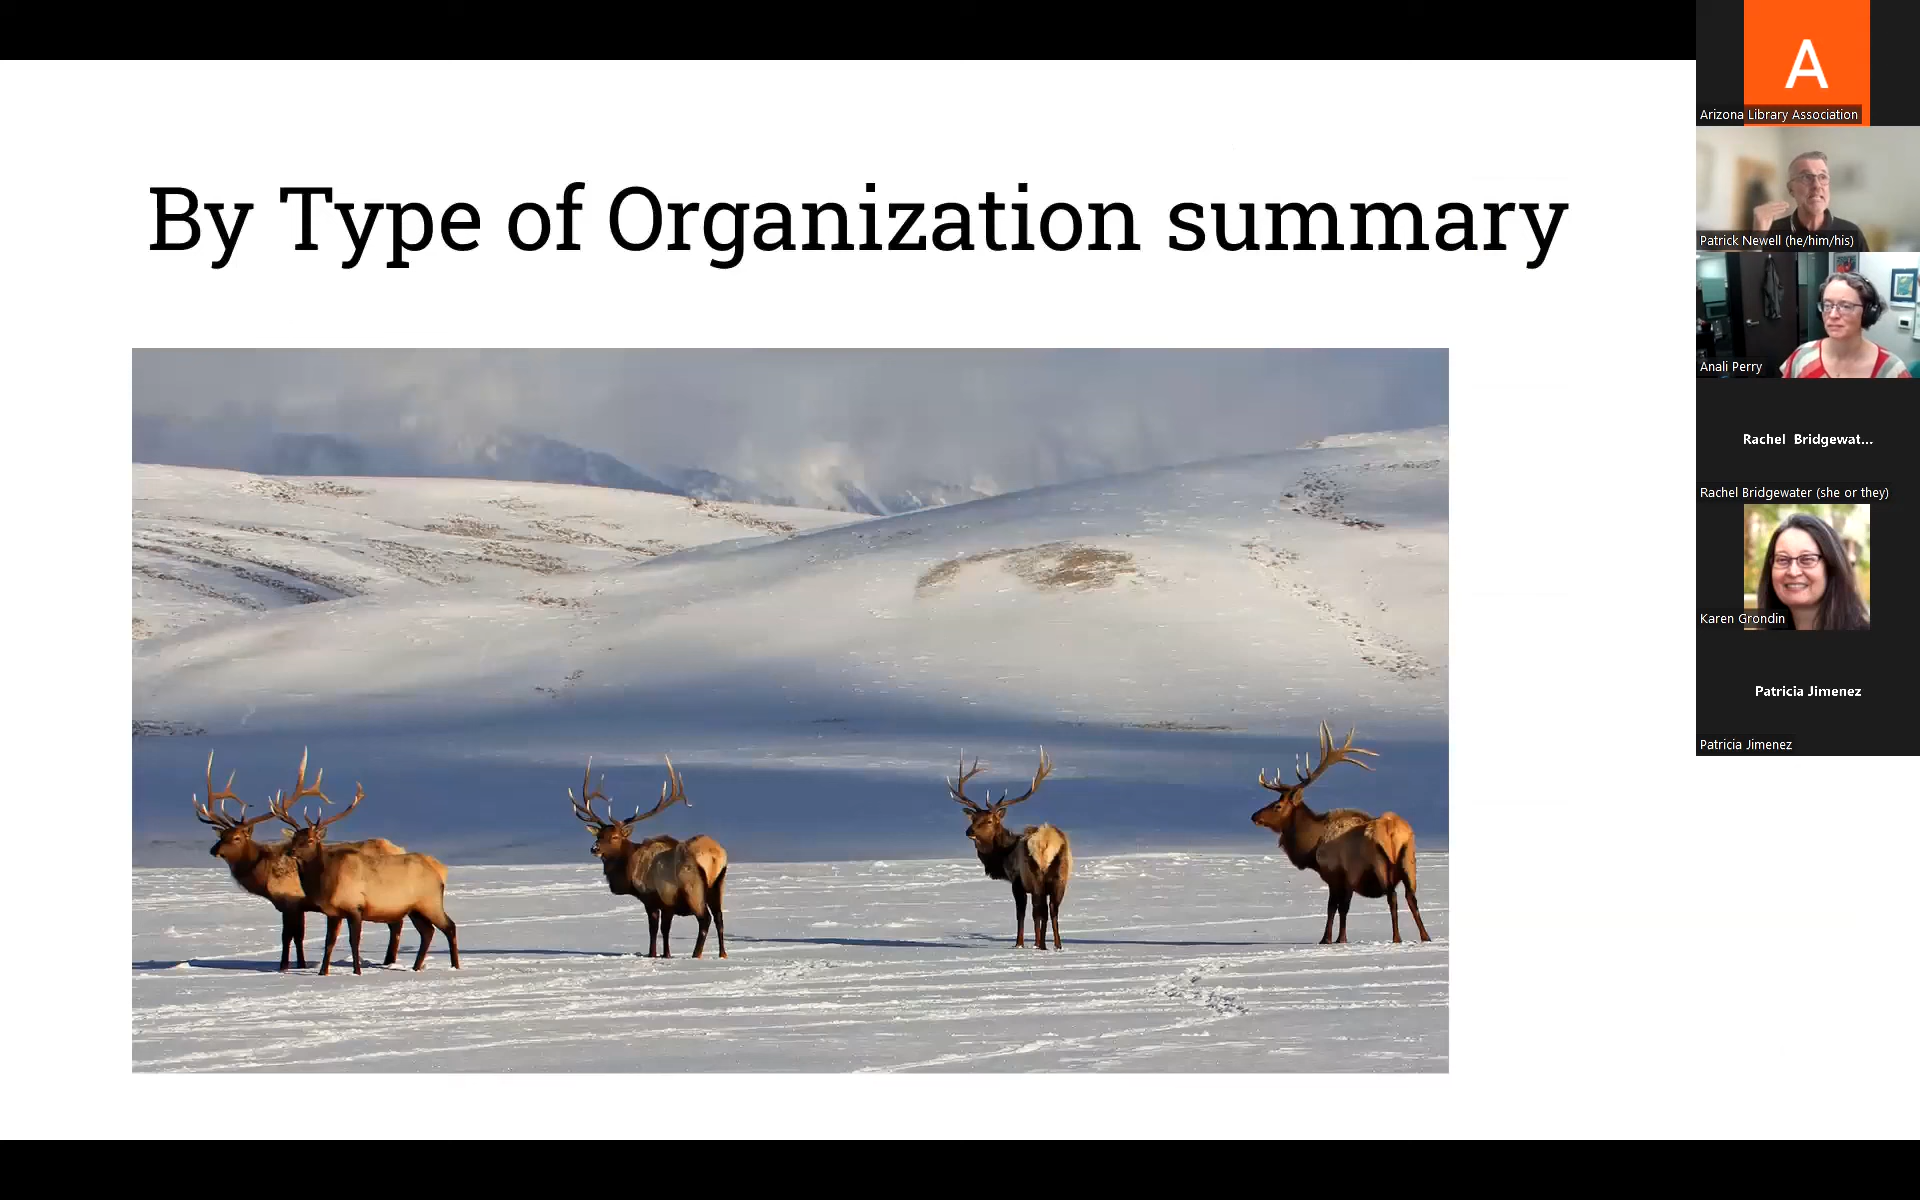 By Type of Organization summary
A
Arizona Library Association
Patrick Newell (he/him/his)
Anali Perry
Rachel Bridgewat...
Rachel Bridgewater (she or they)
Karen Grondin
Patricia Jimenez
Patricia Jimenez